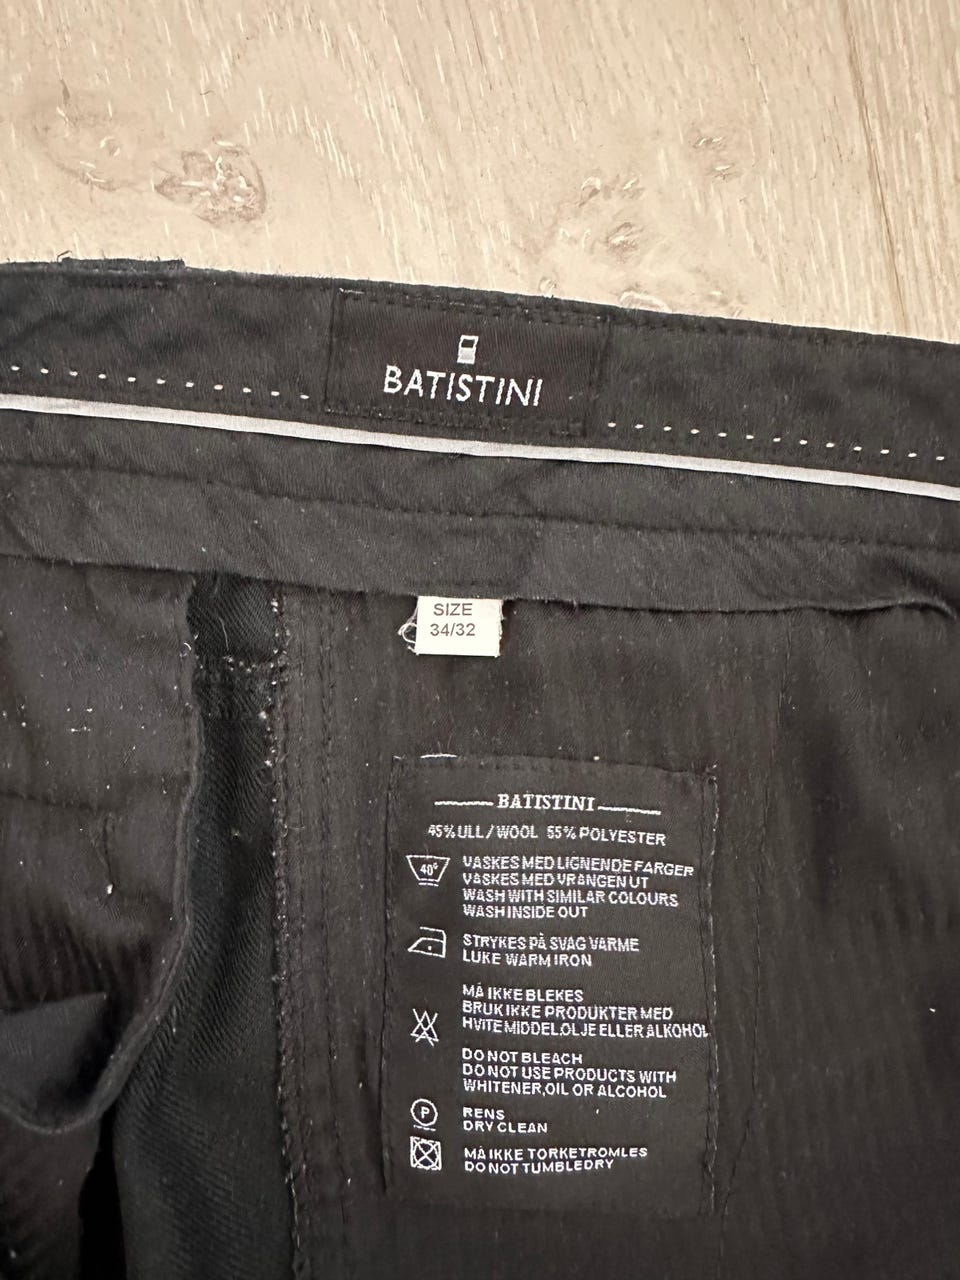 BATISTINI
SIZE
34/32
BATISTINI
45% ULL / WOOL 55% POLYESTER
40°
VASKES MED LIGNENDE FARGER
VASKES MED VRANGEN UT
WASH WITH SIMILAR COLOURS
WASH INSIDE OUT
STRYKES PÅ SVAG VARME
LUKE WARM IRON
MÅ IKKE BLEKES
BRUK IKKE PRODUKTER MED
HVITEMIDDEL,OLJE ELLER ALKOHOL
DO NOT BLEACH
DO NOT USE PRODUCTS WITH
WHITENER,OIL OR ALCOHOL
P
RENS
DRY CLEAN
MÅ IKKE TORKETROMLES
DO NOT TUMBLEDRY